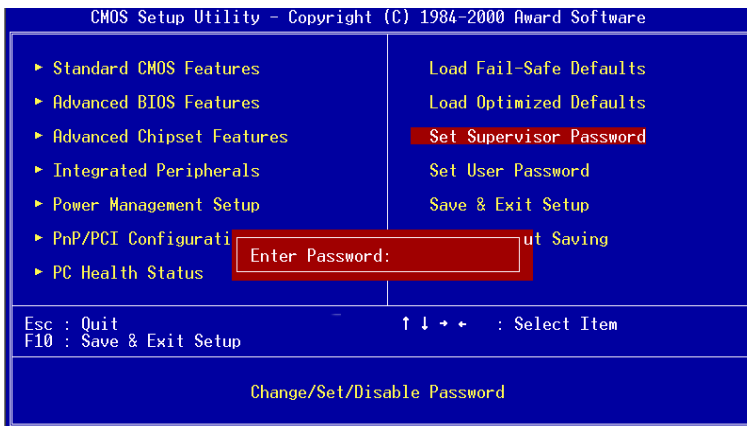 CMOS Setup Utility - Copyright (C) 1984-2000 Award Software
► Standard CMOS Features
► Advanced BIOS Features
► Advanced Chipset Features
► Integrated Peripherals
► Power Management Setup
► PnP/PCI Configurati
► PC Health Status
Load Fail-Safe Defaults
Load Optimized Defaults
Set Supervisor Password
Set User Password
Save & Exit Setup
ut Saving
Enter Password:
Esc : Quit
F10 : Save & Exit Setup
↑ ↓ → ← : Select Item
Change/Set/Disable Password